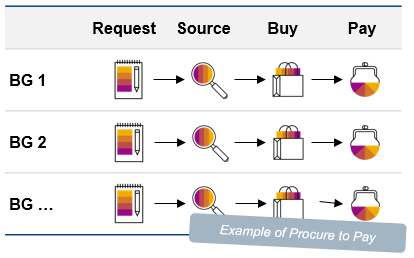 Request Source Buy Pay
BG 1
BG 2
BG …
Example of Procure to Pay